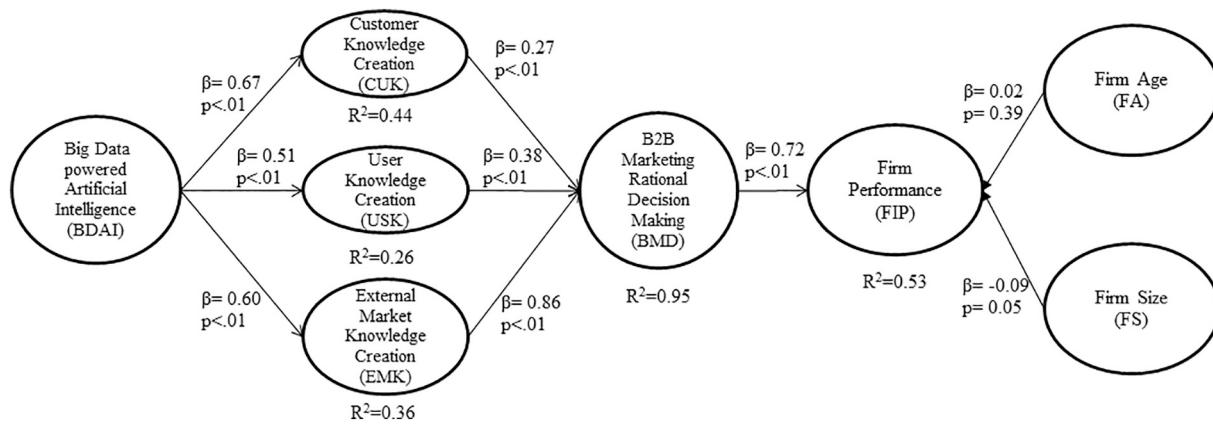 Big Data
powered
Artificial
Intelligence
(BDAI)
β= 0.67
p<.01
β= 0.51
p<.01
β= 0.60
p<.01
Customer
Knowledge
Creation
(CUK)
R²=0.44
User
Knowledge
Creation
(USK)
R²=0.26
External
Market
Knowledge
Creation
(EMK)
R²=0.36
β= 0.27
p<.01
β= 0.38
p<.01
β= 0.86
p<.01
B2B
Marketing
Rational
Decision
Making
(BMD)
R²=0.95
β= 0.72
p<.01
Firm
Performance
(FIP)
R²=0.53
β= 0.02
p= 0.39
β= -0.09
p= 0.05
Firm Age
(FA)
Firm Size
(FS)